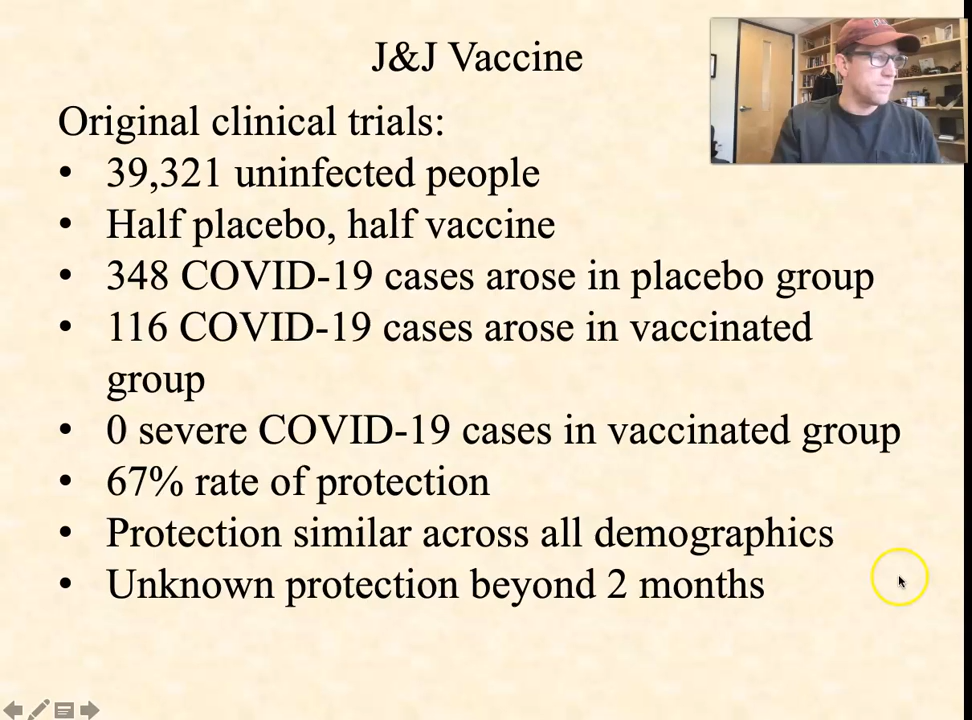 J&J Vaccine
Original clinical trials:
• 39,321 uninfected people
• Half placebo, half vaccine
• 348 COVID-19 cases arose in placebo group
• 116 COVID-19 cases arose in vaccinated
group
• 0 severe COVID-19 cases in vaccinated group
• 67% rate of protection
• Protection similar across all demographics
• Unknown protection beyond 2 months